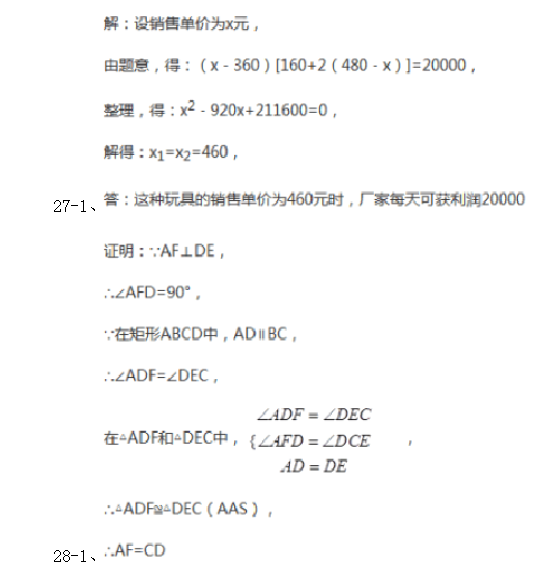 解：设销售单价为x元，
由题意，得：（x - 360）[160+2（480 - x）]=20000，
整理，得：x² - 920x+211600=0，
解得：x₁=x₂=460，
27-1、答：这种玩具的销售单价为460元时，厂家每天可获利润20000
证明：∵AF⊥DE，
∴∠AFD=90°，
∵在矩形ABCD中，AD∥BC，
∴∠ADF=∠DEC，
∠ADF = ∠DEC
在△ADF和△DEC中，{∠AFD = ∠DCE ，
AD = DE
∴△ADF≌△DEC（AAS），
28-1、∴AF=CD